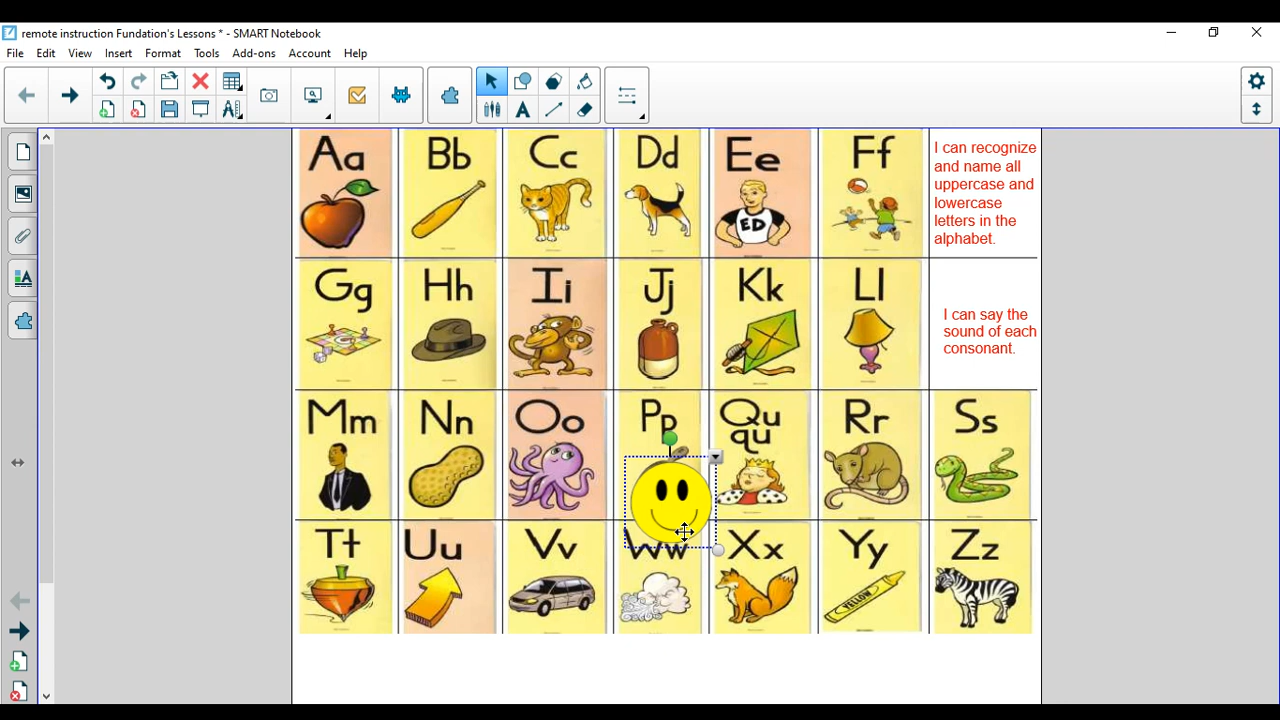 remote instruction Fundation's Lessons * - SMART Notebook
File Edit View Insert Format Tools Add-ons Account Help
Aa Bb Cc Dd Ee Ff
I can recognize
and name all
uppercase and
lowercase
letters in the
alphabet.
ED
Gg Hh Ii Jj Kk Ll
I can say the
sound of each
consonant.
Mm Nn Oo Pp Qu Rr Ss
qu
Tt Uu Vv Ww Xx Yy Zz
YELLOW